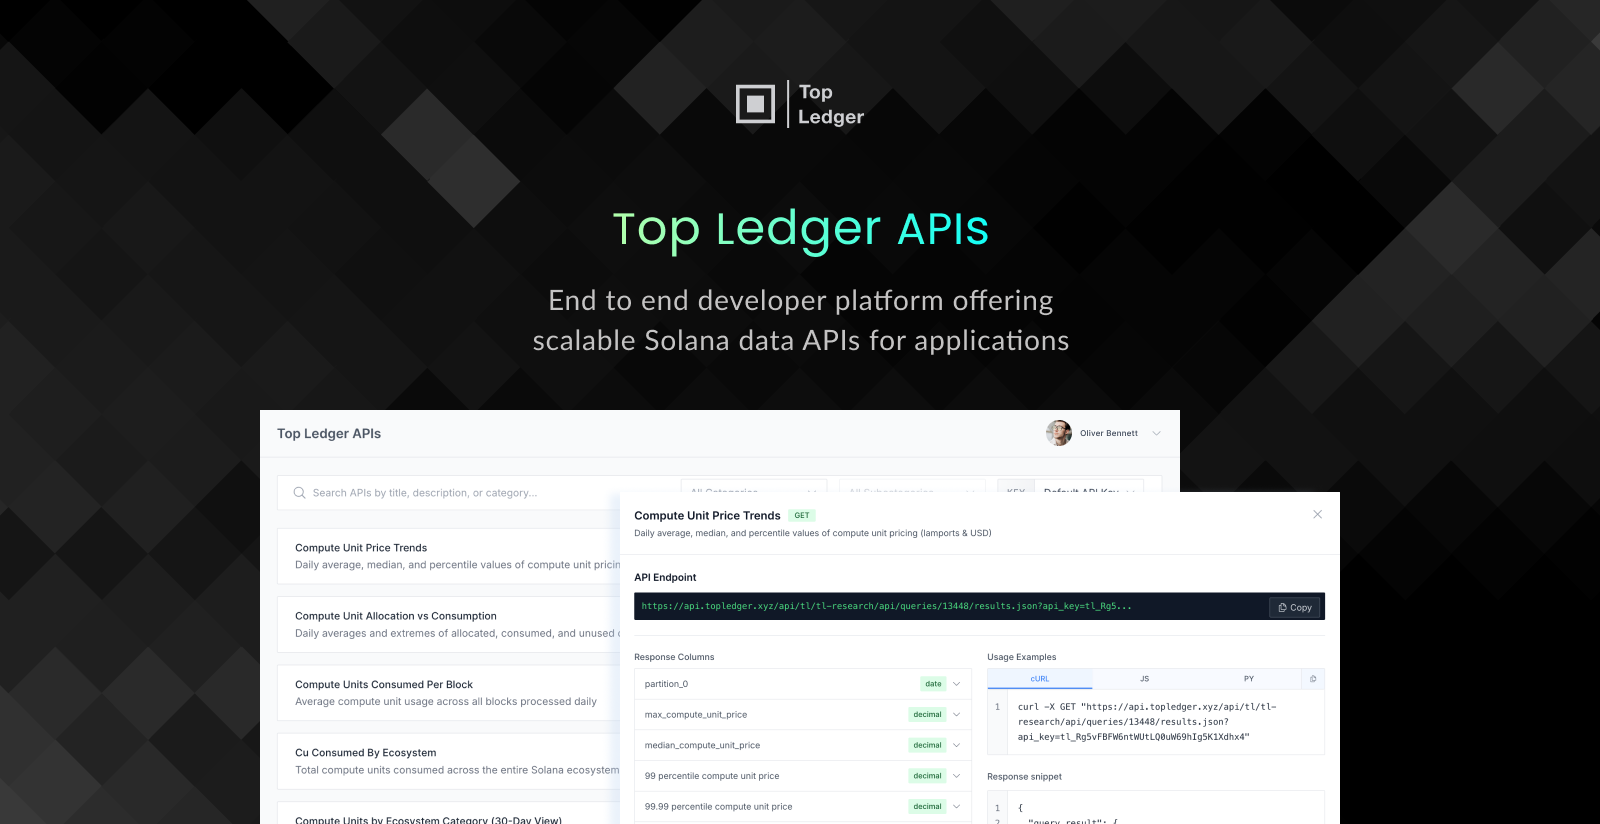 Top
Ledger
Top Ledger APIs
End to end developer platform offering
scalable Solana data APIs for applications
Top Ledger APIs
Oliver Bennett
Search APIs by title, description, or category...
All Categories
All Subcategories
KEY
Default API Key
Compute Unit Price Trends
Daily average, median, and percentile values of compute unit pricin
Compute Unit Allocation vs Consumption
Daily averages and extremes of allocated, consumed, and unused
Compute Units Consumed Per Block
Average compute unit usage across all blocks processed daily
Cu Consumed By Ecosystem
Total compute units consumed across the entire Solana ecosystem
Compute Units by Ecosystem Category (30-Day View)
Compute Unit Price Trends GET
Daily average, median, and percentile values of compute unit pricing (lamports & USD)
API Endpoint
https://api.topledger.xyz/api/tl/tl-research/api/queries/13448/results.json?api_key=tl_Rg5...
Copy
Response Columns
partition_0 date
max_compute_unit_price decimal
median_compute_unit_price decimal
99 percentile compute unit price decimal
99.99 percentile compute unit price decimal
Usage Examples
cURL JS PY
1 curl -X GET "https://api.topledger.xyz/api/tl/tl-
research/api/queries/13448/results.json?
api_key=tl_Rg5vFBFW6ntWUtLQ0uW69hIg5K1Xdhx4"
Response snippet
1 {
2 "query_result": {